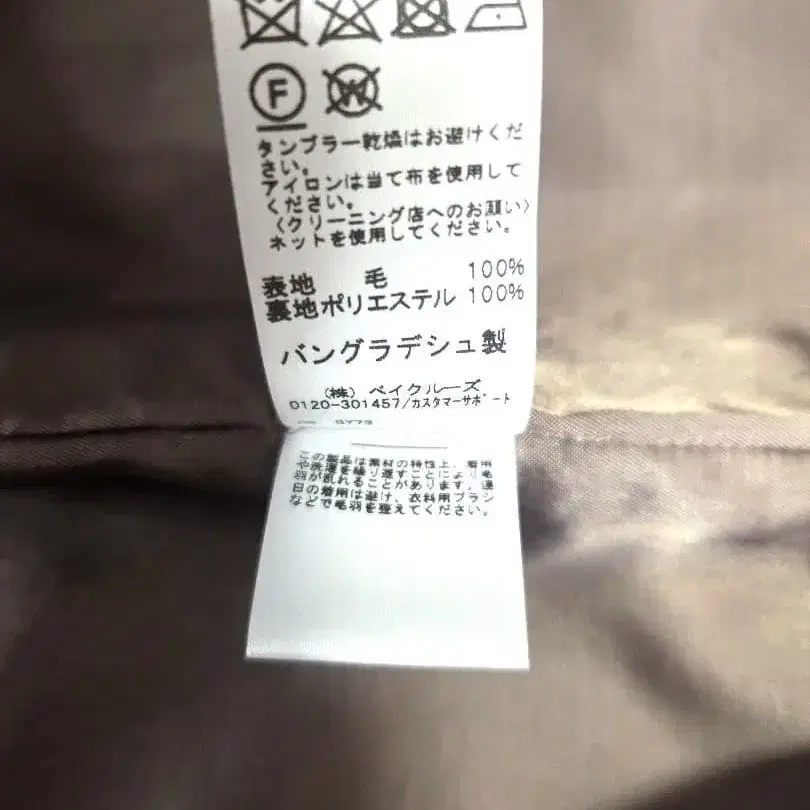 F W
タンブラー乾燥はお避けくだ
さい。
アイロンは当て布を使用して
ください。
〈クリーニング店へのお願い〉
ネットを使用してください。
表地 毛 100%
裏地ポリエステル 100%
バングラデシュ製
(株) ベイクルーズ
0120-301457/カスタマーサポート
この製品は素材の特性上、着用
や洗濯を繰り返すことにより毛
羽が乱れることがあります。連
日の着用は避け、衣料用ブラシ
などで毛羽を整えてください。